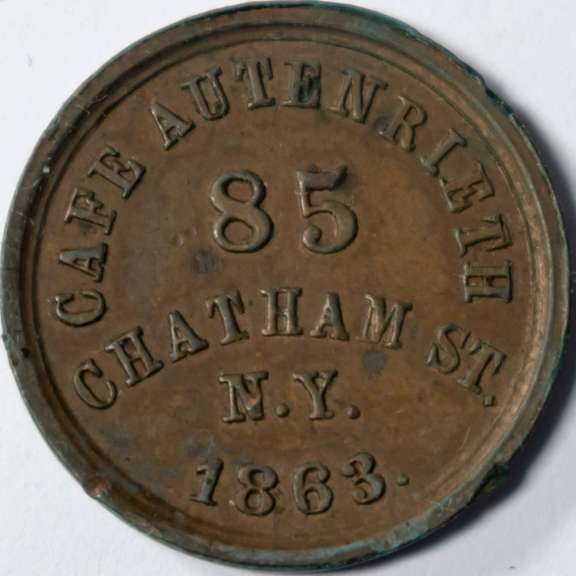 CAFE AUTENRIETH
85
CHATHAM ST.
N.Y.
1863.